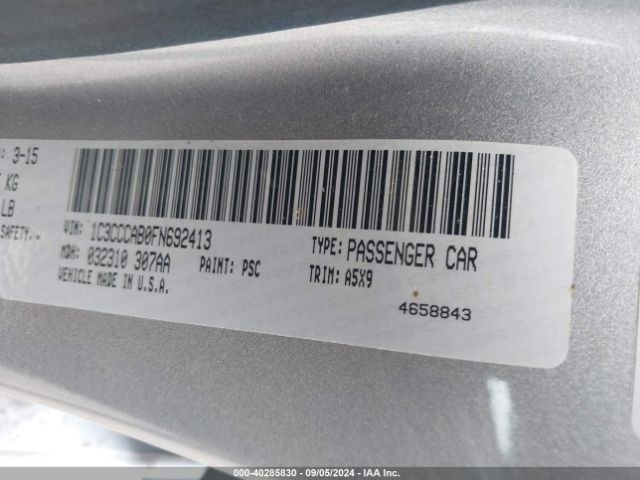 : 3-15
KG
LB
SAFETY:-
VIN: 1C3CCCAB0FN692413
TYPE: PASSENGER CAR
MDH: 032310 307AA
PAINT: PSC
TRIM: A5X9
VEHICLE MADE IN U.S.A.
4658843
000-40285830 - 09/05/2024 - IAA Inc.